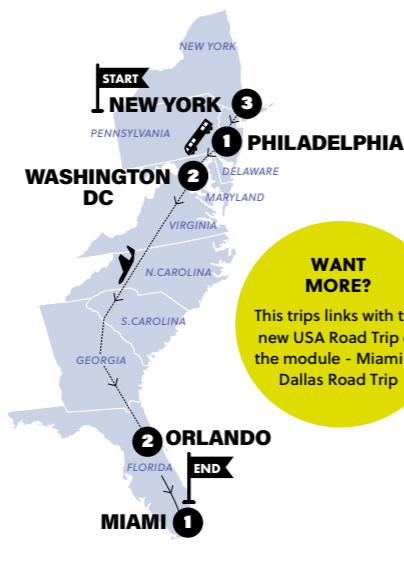 NEW YORK
START
NEW YORK 3
PENNSYLVANIA
1 PHILADELPHIA
WASHINGTON
DC
2
DELAWARE
MARYLAND
VIRGINIA
N.CAROLINA
S.CAROLINA
GEORGIA
WANT
MORE?
This trips links with
new USA Road Trip
the module - Miami
Dallas Road Trip
2 ORLANDO
FLORIDA
END
MIAMI 1